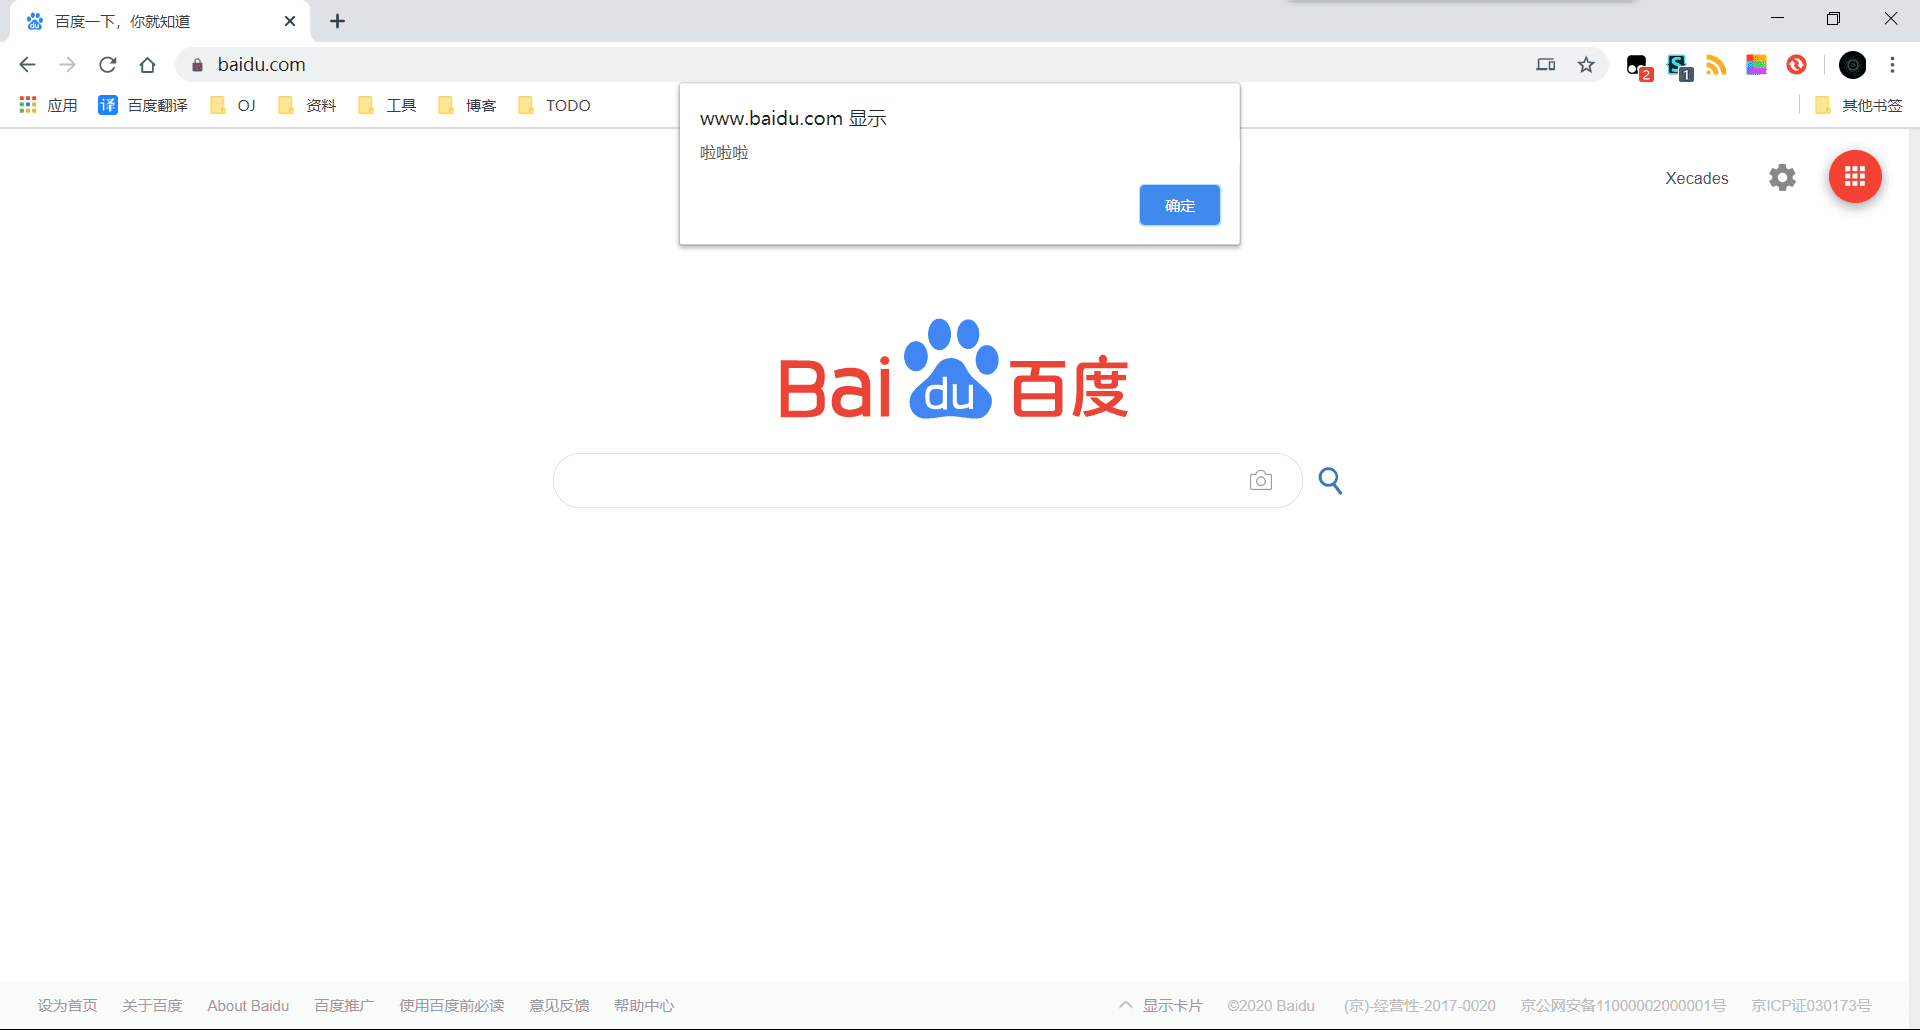 百度一下，你就知道
baidu.com
2
S
1
应用
译 百度翻译
OJ
资料
工具
博客
TODO
其他书签
www.baidu.com 显示
啦啦啦
确定
Xecades
Bai du 百度
设为首页 关于百度 About Baidu 百度推广 使用百度前必读 意见反馈 帮助中心
显示卡片 ©2020 Baidu (京)-经营性-2017-0020 京公网安备11000002000001号 京ICP证030173号